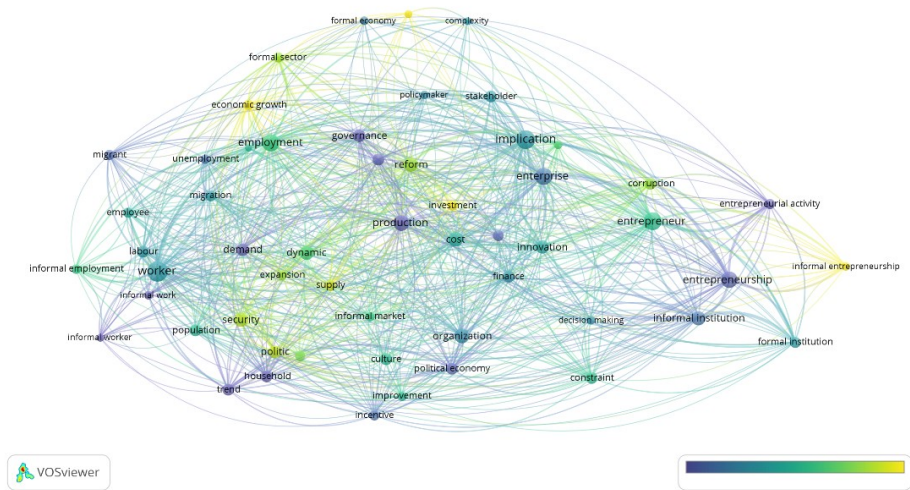 formal economy
complexity
formal sector
policymaker
stakeholder
economic growth
governance
implication
employment
migrant
unemployment
reform
enterprise
corruption
migration
investment
entrepreneurial activity
employee
production
entrepreneur
cost
innovation
labour
demand
dynamic
informal employment
worker
expansion
finance
entrepreneurship
informal entrepreneurship
supply
informal work
informal market
security
decision making
informal institution
informal worker
population
organization
formal institution
politic
culture
political economy
household
constraint
trend
improvement
incentive
VOSviewer